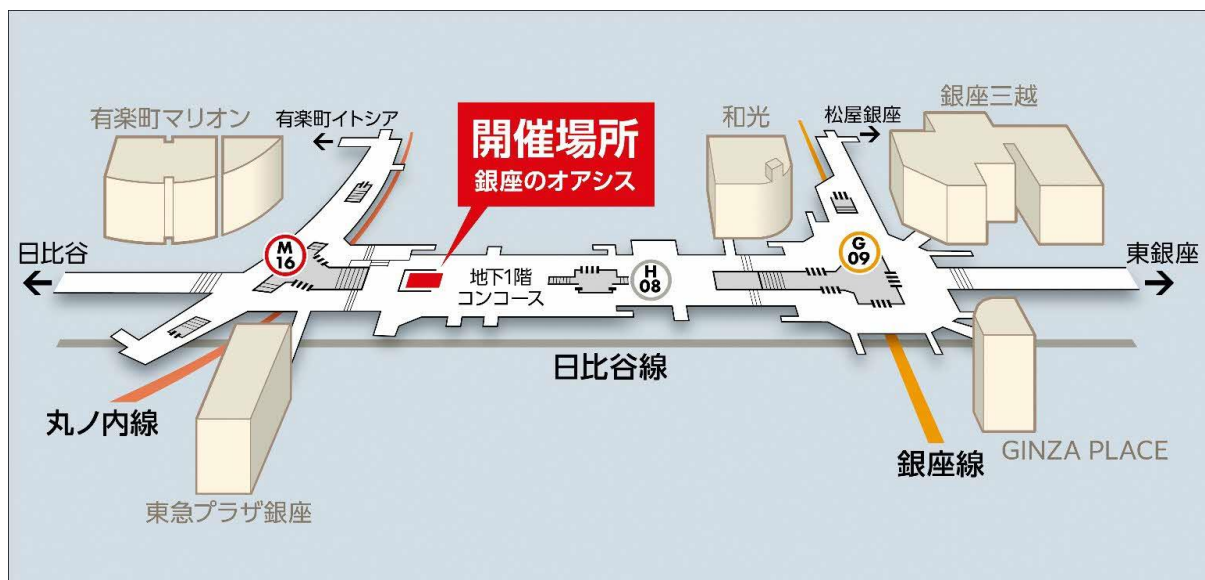 有楽町マリオン
有楽町イトシア
開催場所
銀座のオアシス
和光
松屋銀座
銀座三越
日比谷
M
16
地下1階
コンコース
H
08
G
09
東銀座
日比谷線
丸ノ内線
銀座線
GINZA PLACE
東急プラザ銀座